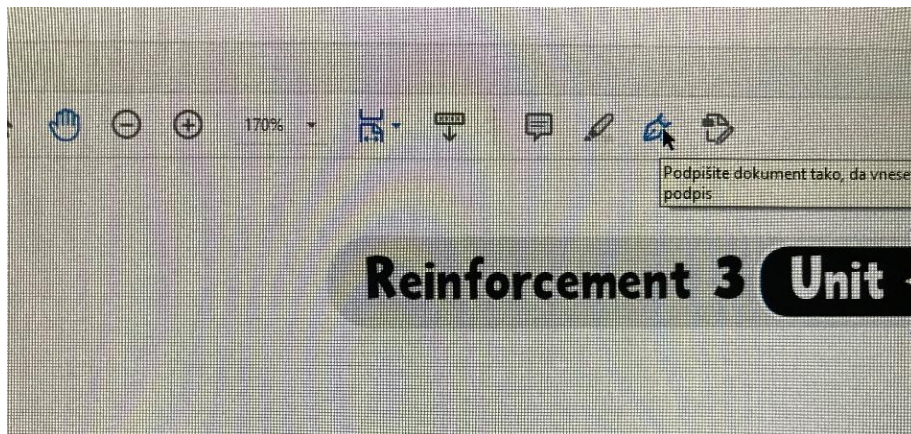 170%
Podpišite dokument tako, da vnese
podpis
Reinforcement 3 Unit